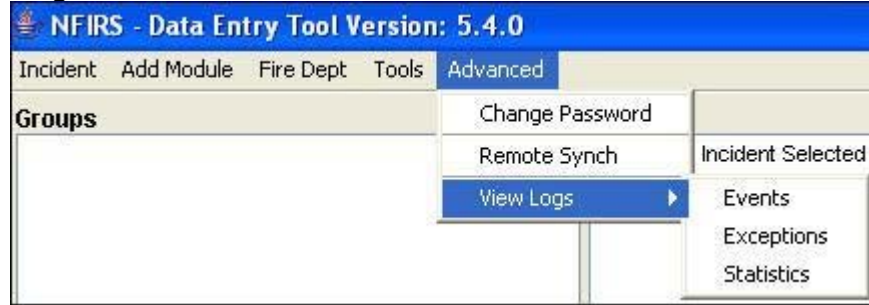 NFIRS - Data Entry Tool Version: 5.4.0
Incident Add Module Fire Dept Tools Advanced
Groups
Change Password
Remote Synch
Incident Selected
View Logs
Events
Exceptions
Statistics